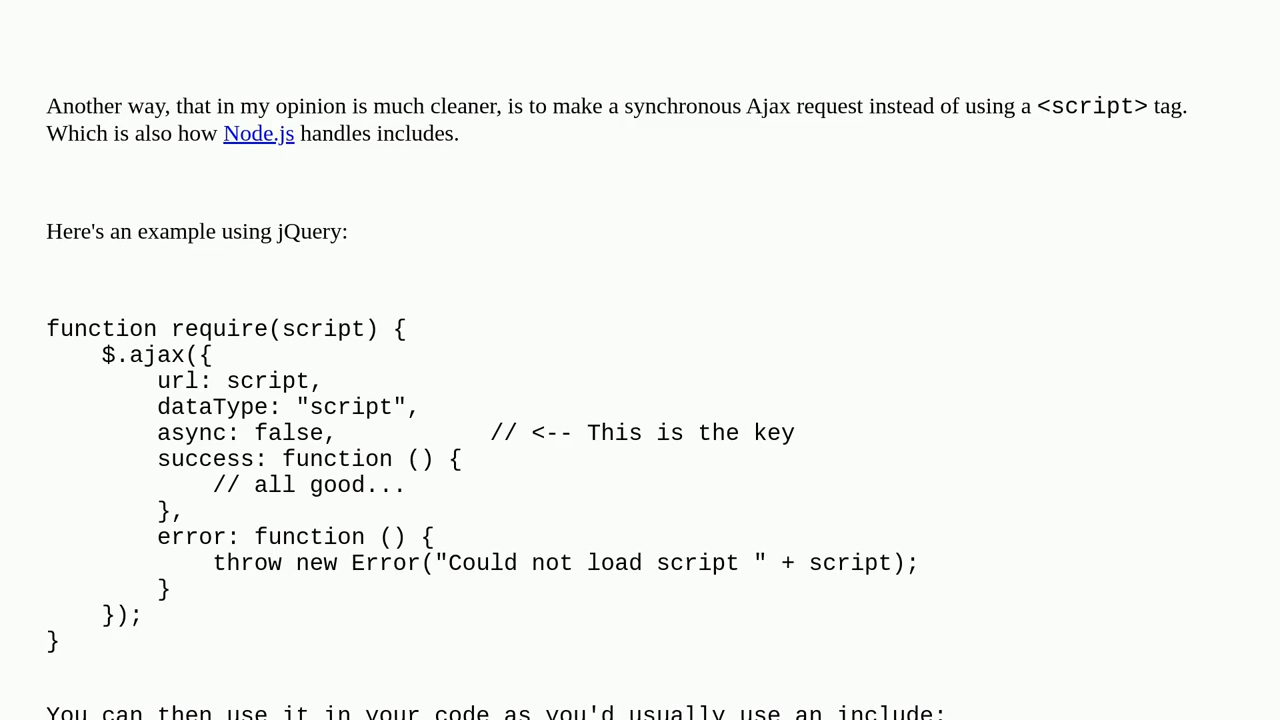 Another way, that in my opinion is much cleaner, is to make a synchronous Ajax request instead of using a <script> tag.
Which is also how Node.js handles includes.
Here's an example using jQuery:
function require(script) {
    $.ajax({
        url: script,
        dataType: "script",
        async: false,           // <-- This is the key
        success: function () {
            // all good...
        },
        error: function () {
            throw new Error("Could not load script " + script);
        }
    });
}
You can then use it in your code as you'd usually use an include: